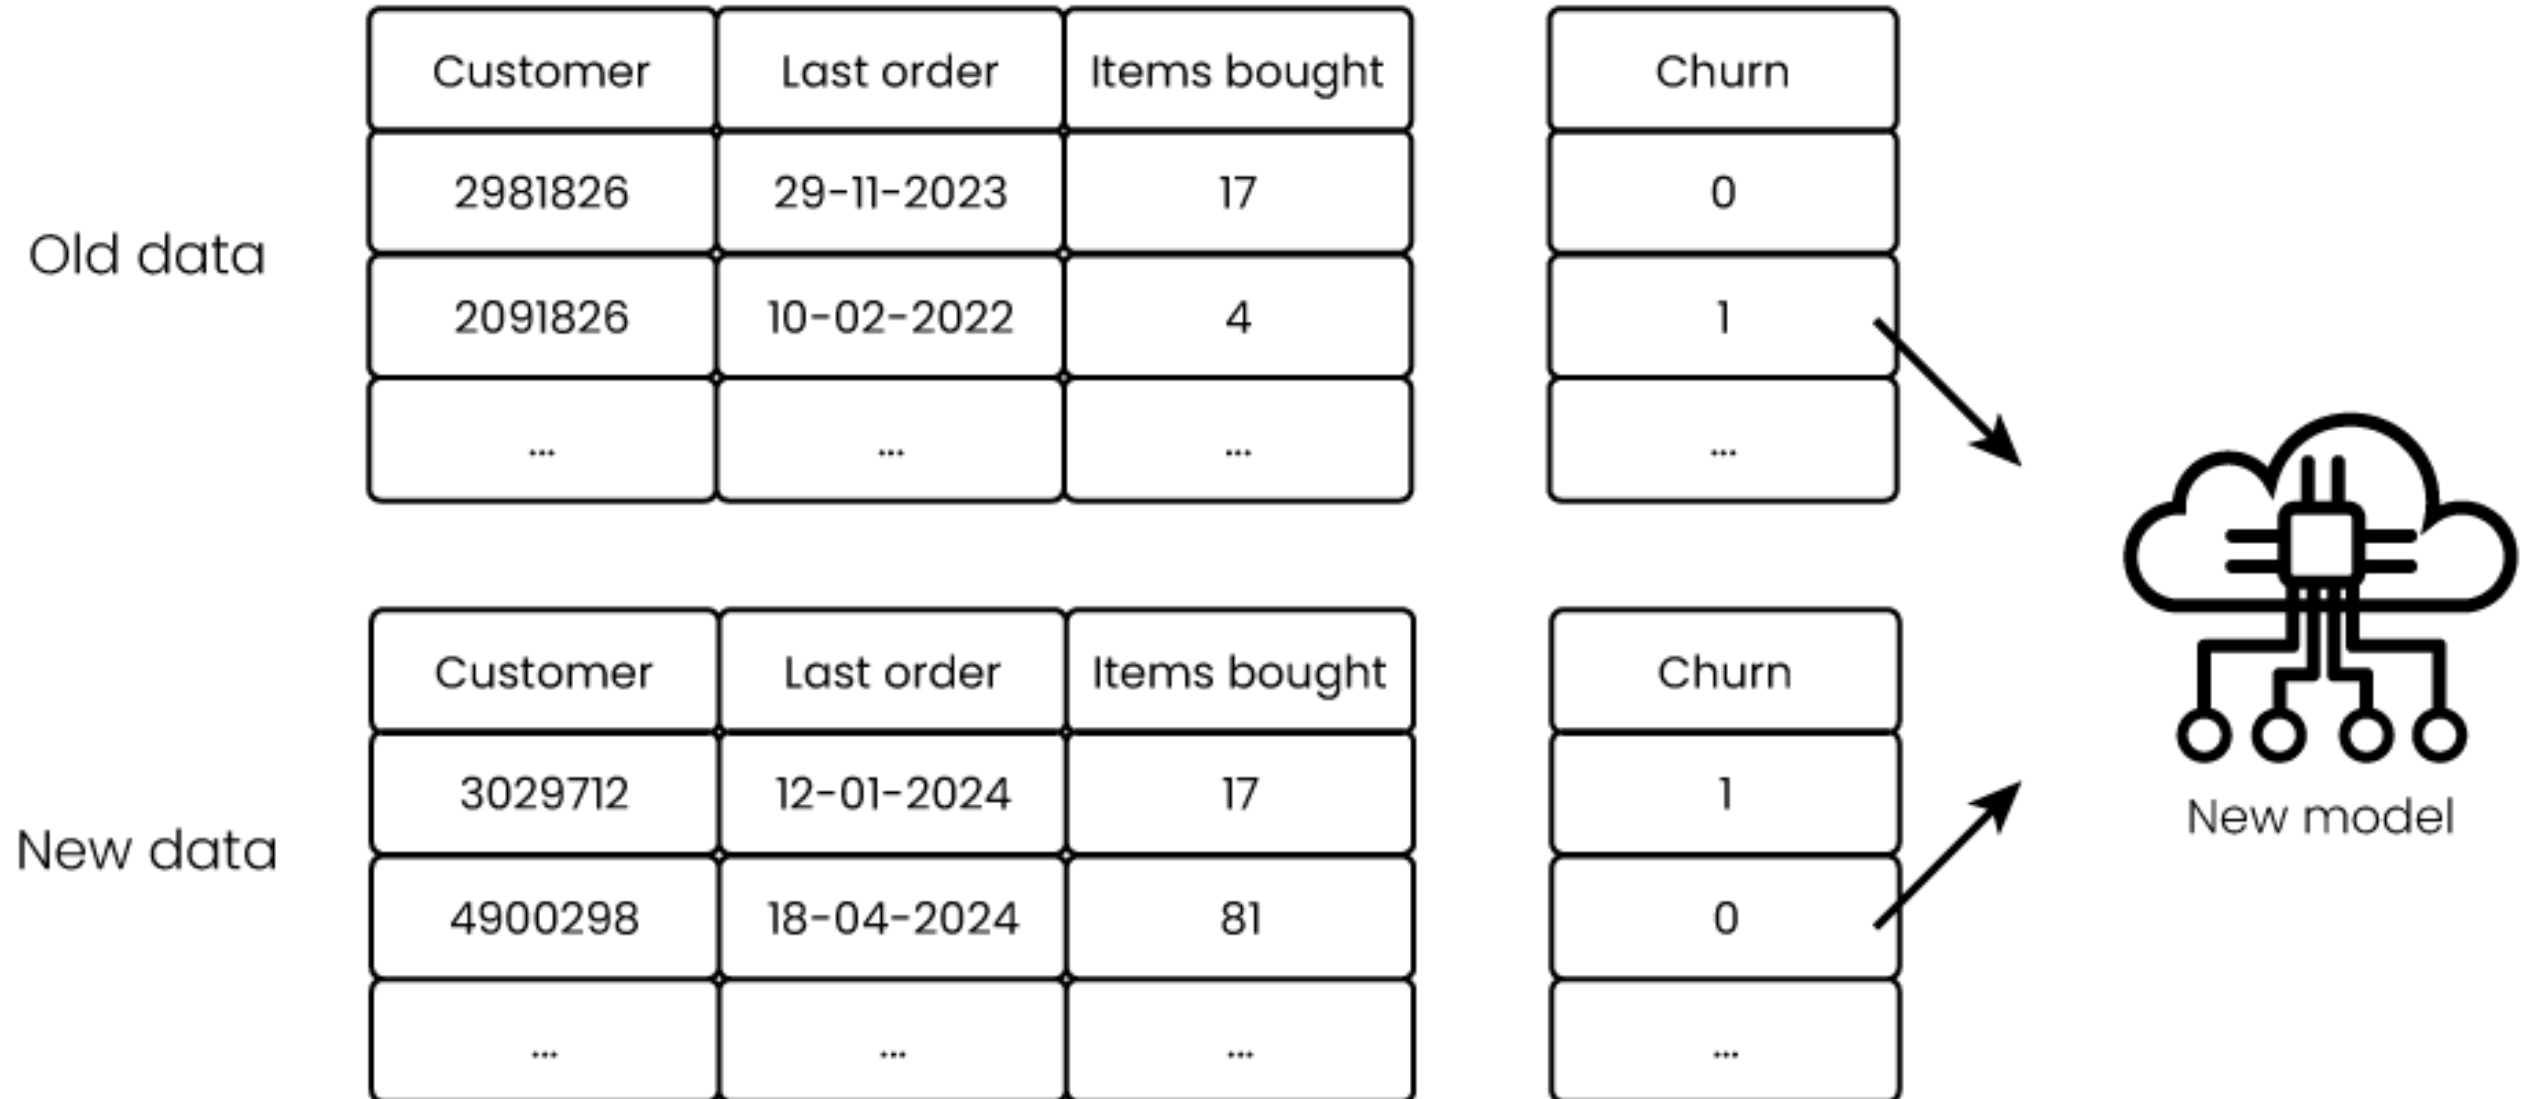 Customer Last order Items bought Churn
2981826 29-11-2023 17 0
Old data
2091826 10-02-2022 4 1
... ... ... ...
Customer Last order Items bought Churn
3029712 12-01-2024 17 1
New model
New data
4900298 18-04-2024 81 0
... ... ... ...